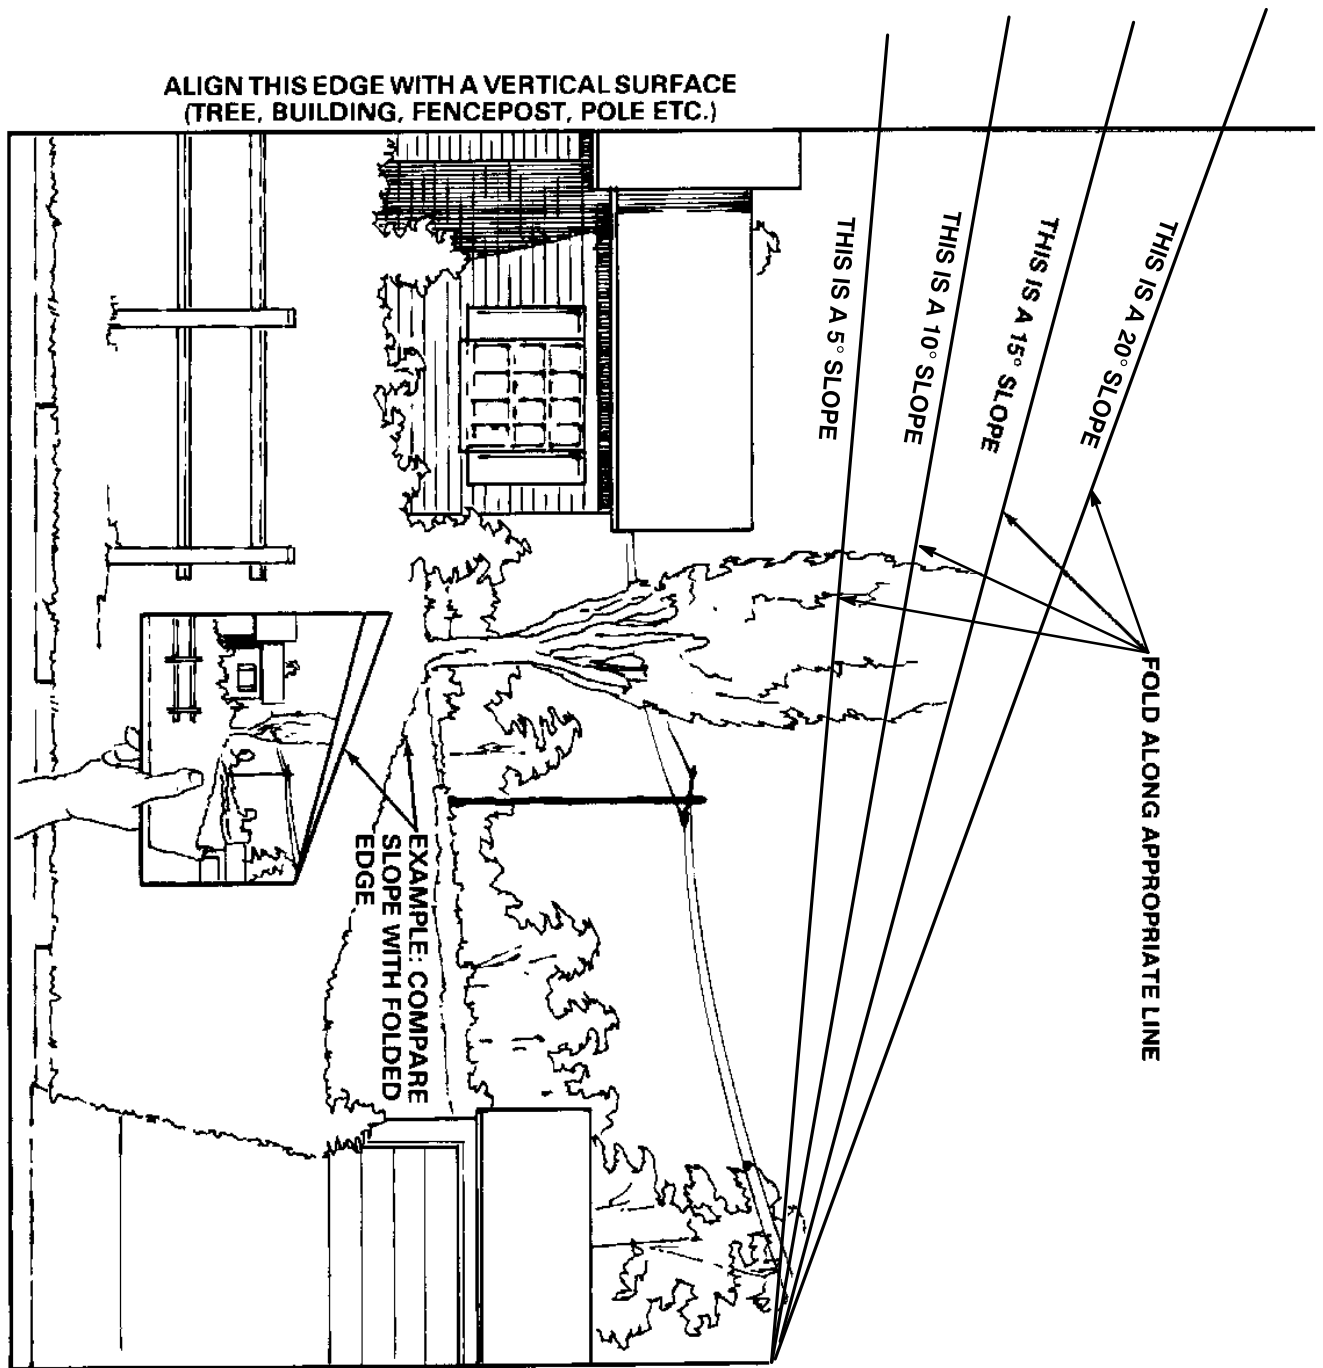 ALIGN THIS EDGE WITH A VERTICAL SURFACE
(TREE, BUILDING, FENCEPOST, POLE ETC.)
THIS IS A 20° SLOPE
THIS IS A 15° SLOPE
THIS IS A 10° SLOPE
THIS IS A 5° SLOPE
FOLD ALONG APPROPRIATE LINE
EXAMPLE: COMPARE
SLOPE WITH FOLDED
EDGE